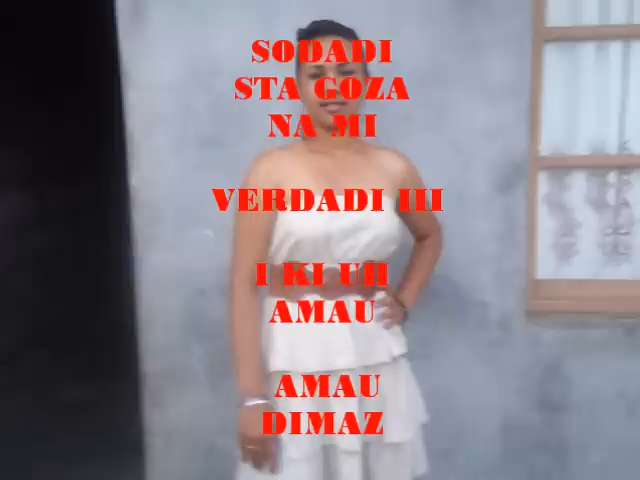 SODADI
STA GOZA
NA MI
VERDADI III
I KI UH
AMAU
AMAU
DIMAZ